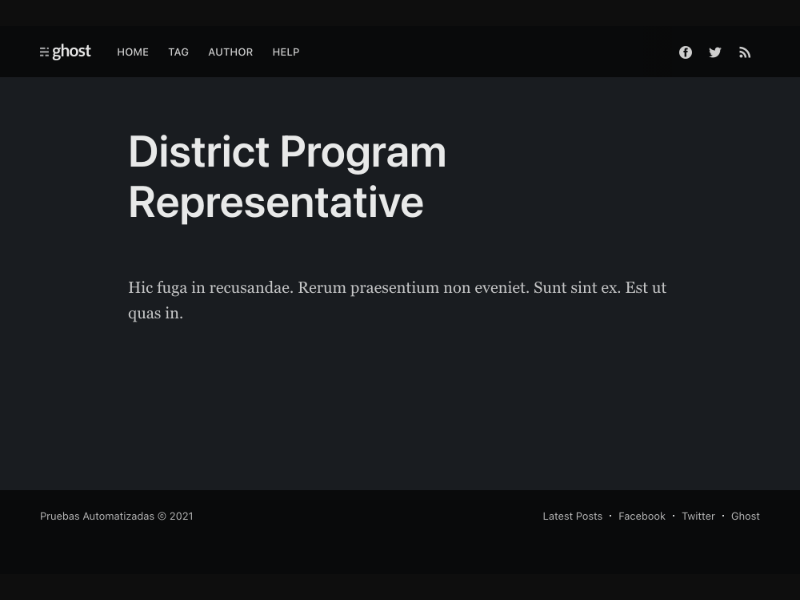 ghost HOME TAG AUTHOR HELP
District Program
Representative
Hic fuga in recusandae. Rerum praesentium non eveniet. Sunt sint ex. Est ut
quas in.
Pruebas Automatizadas © 2021 Latest Posts • Facebook • Twitter • Ghost